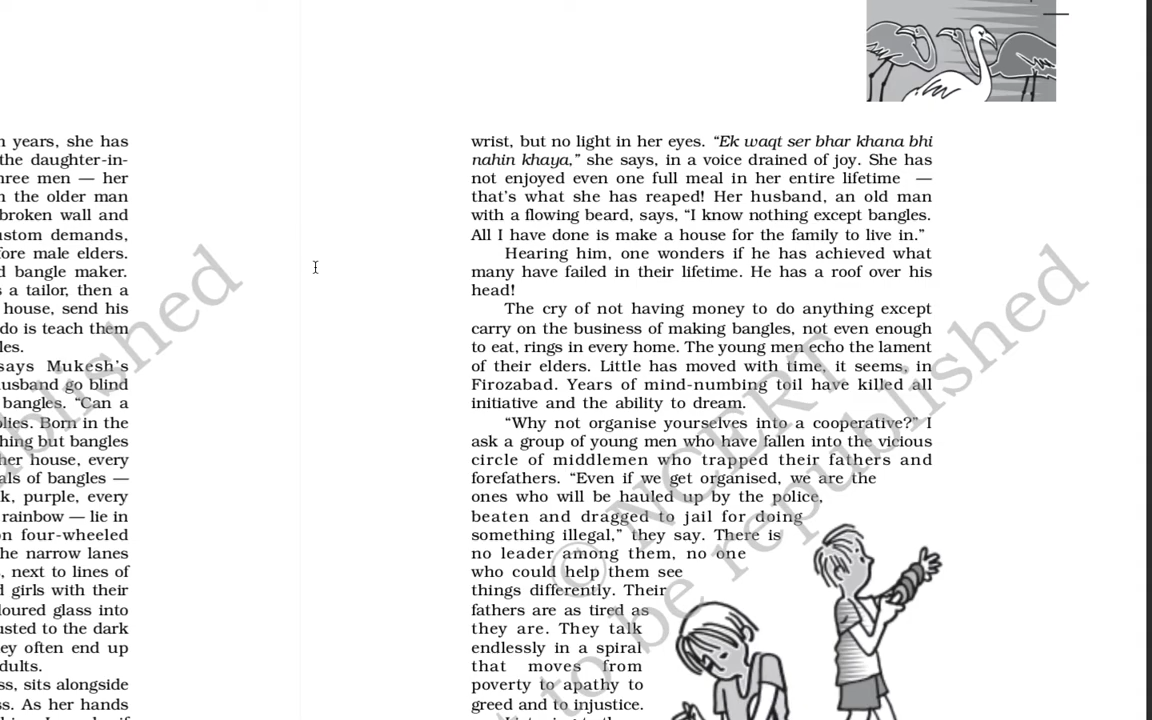 n years, she has
the daughter-in-
hree men — her
n the older man
broken wall and
ustom demands,
fore male elders.
d bangle maker.
s a tailor, then a
house, send his
do is teach them
les.
says Mukesh's
usband go blind
bangles. “Can a
plies. Born in the
hing but bangles
her house, every
als of bangles —
k, purple, every
rainbow — lie in
on four-wheeled
he narrow lanes
, next to lines of
d girls with their
loured glass into
usted to the dark
ey often end up
dults.
ss, sits alongside
ss. As her hands
wrist, but no light in her eyes. “Ek waqt ser bhar khana bhi
nahin khaya,” she says, in a voice drained of joy. She has
not enjoyed even one full meal in her entire lifetime —
that's what she has reaped! Her husband, an old man
with a flowing beard, says, “I know nothing except bangles.
All I have done is make a house for the family to live in.”
Hearing him, one wonders if he has achieved what
many have failed in their lifetime. He has a roof over his
head!
The cry of not having money to do anything except
carry on the business of making bangles, not even enough
to eat, rings in every home. The young men echo the lament
of their elders. Little has moved with time, it seems, in
Firozabad. Years of mind-numbing toil have killed all
initiative and the ability to dream.
“Why not organise yourselves into a cooperative?” I
ask a group of young men who have fallen into the vicious
circle of middlemen who trapped their fathers and
forefathers. “Even if we get organised, we are the
ones who will be hauled up by the police,
beaten and dragged to jail for doing
something illegal,” they say. There is
no leader among them, no one
who could help them see
things differently. Their
fathers are as tired as
they are. They talk
endlessly in a spiral
that moves from
poverty to apathy to
greed and to injustice.
© NCERT
to be republished
ublished